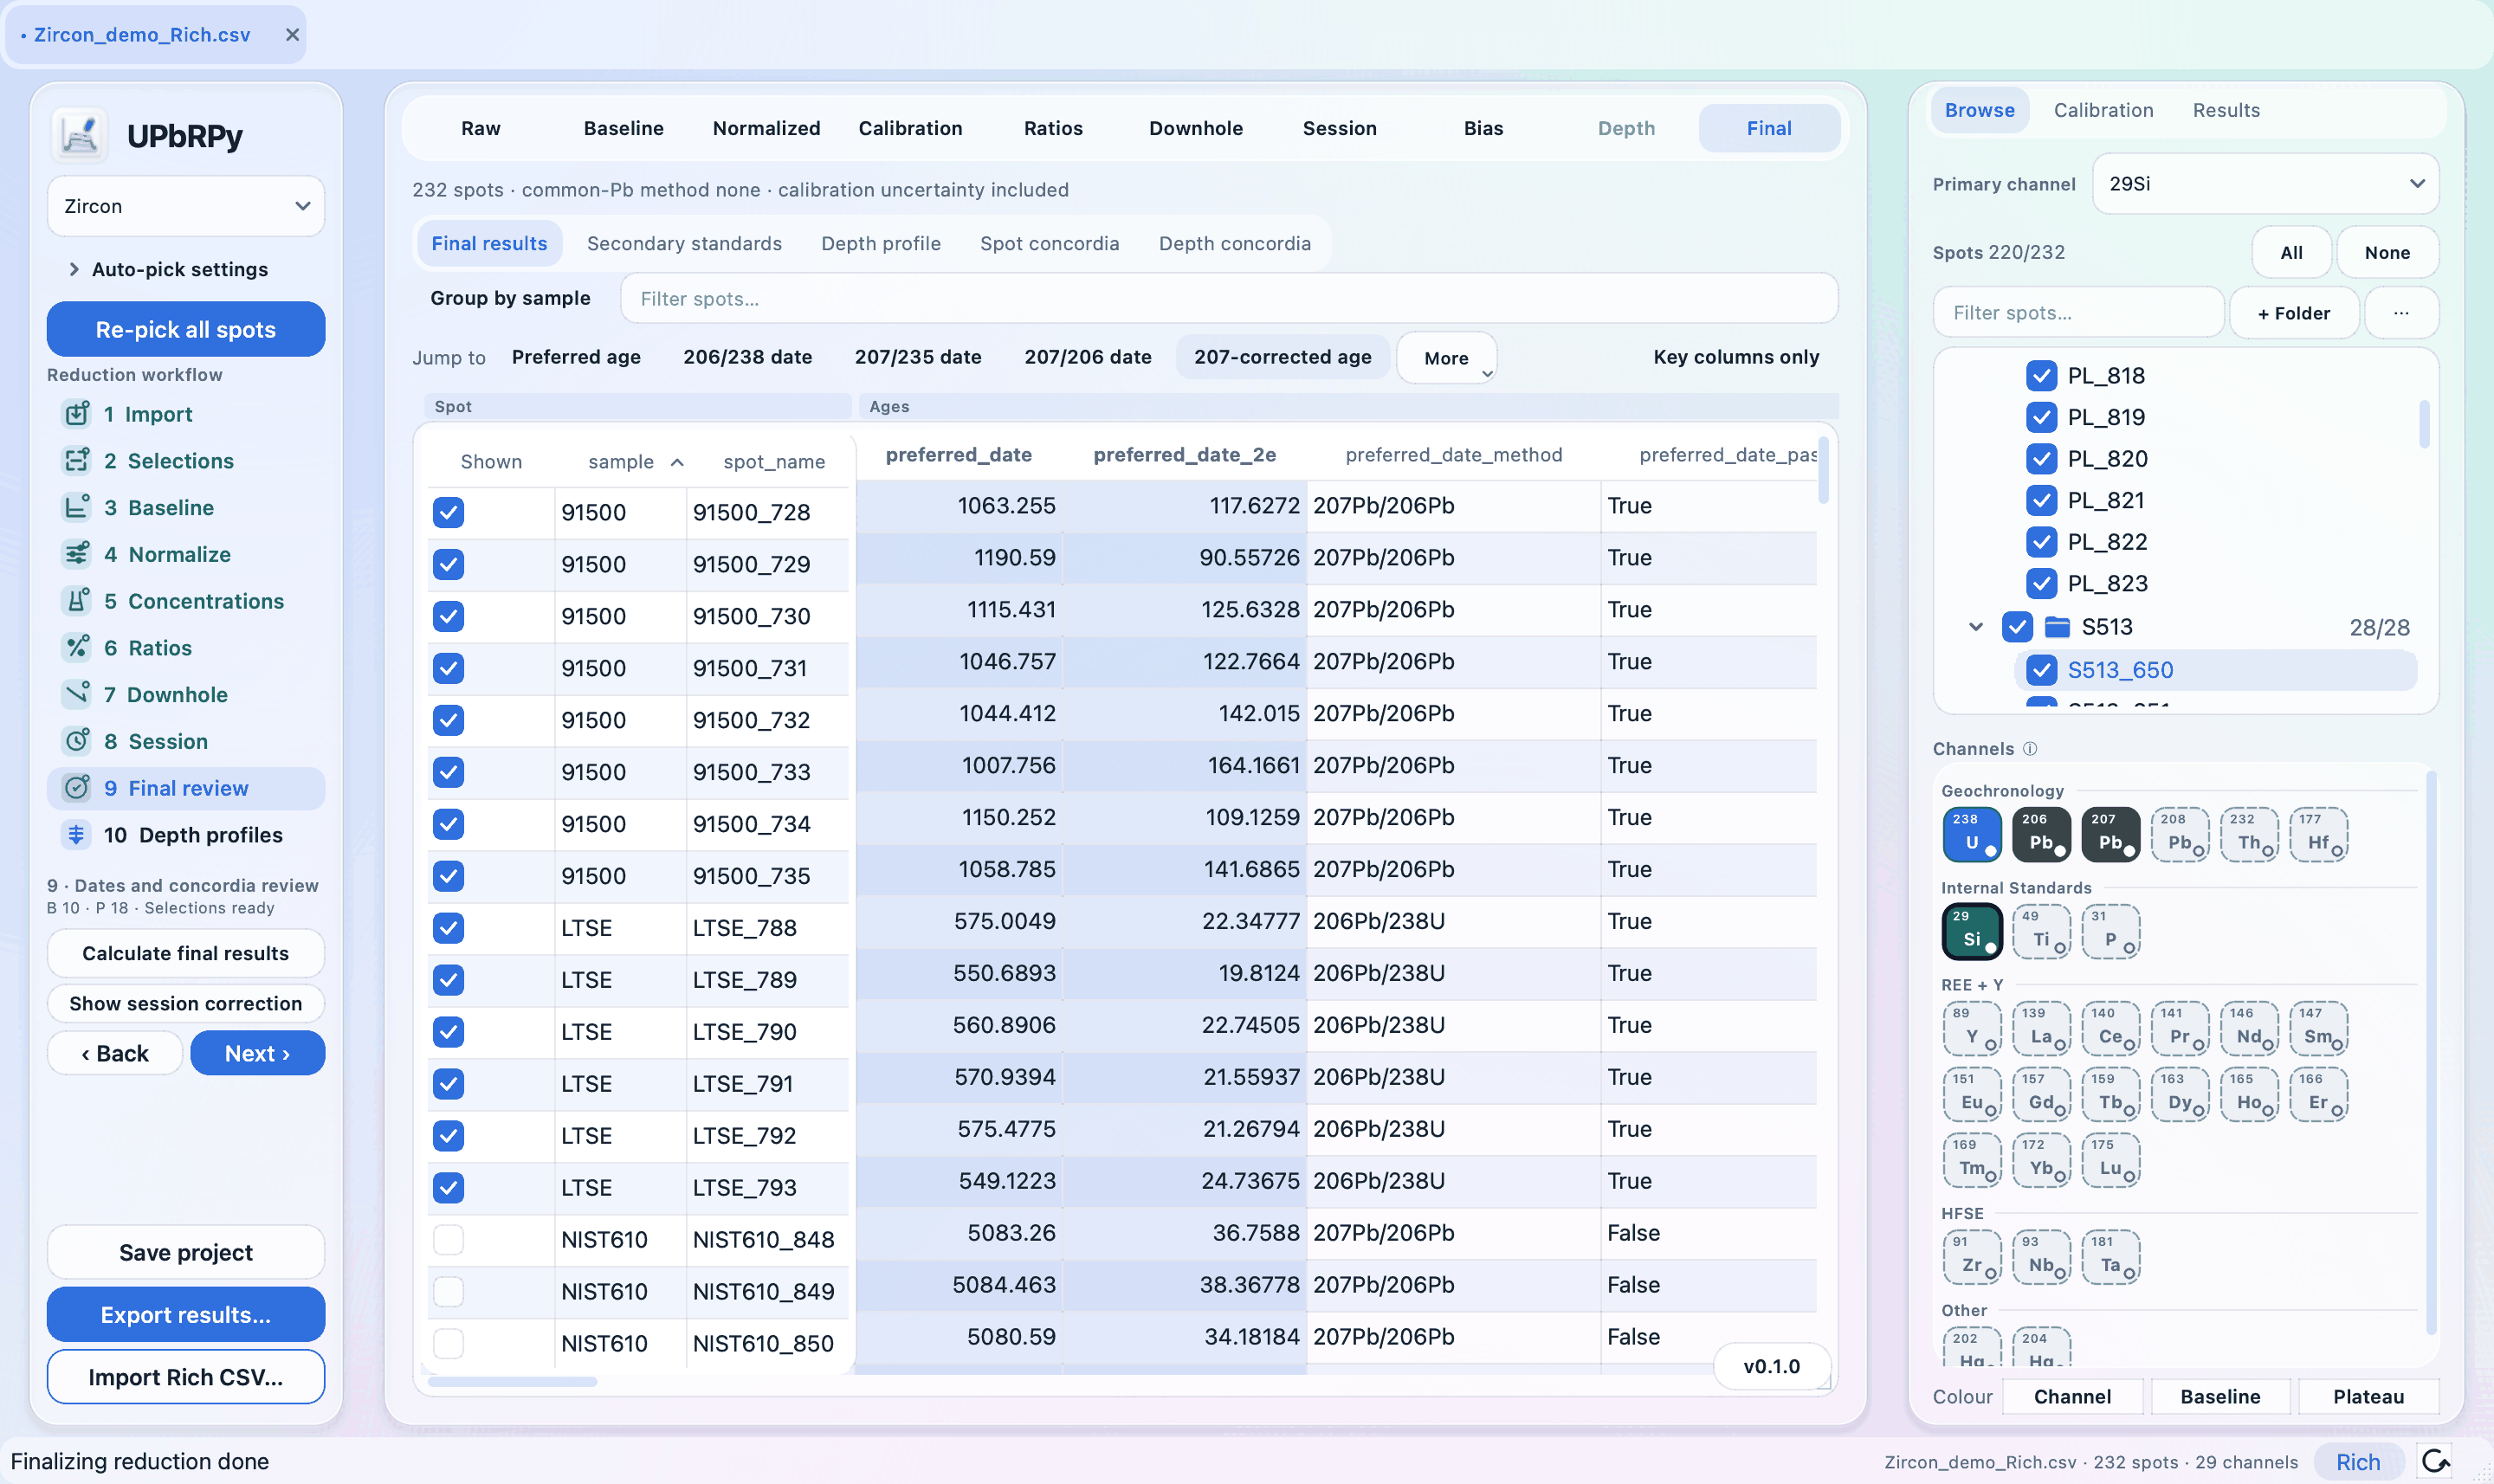 • Zircon_demo_Rich.csv ✕
UPbRPy
Zircon
Auto-pick settings
Re-pick all spots
Reduction workflow
1 Import
2 Selections
3 Baseline
4 Normalize
5 Concentrations
6 Ratios
7 Downhole
8 Session
9 Final review
10 Depth profiles
9 · Dates and concordia review
B 10 · P 18 · Selections ready
Calculate final results
Show session correction
‹ Back Next ›
Save project
Export results...
Import Rich CSV...
Raw Baseline Normalized Calibration Ratios Downhole Session Bias Depth Final
232 spots · common-Pb method none · calibration uncertainty included
Final results Secondary standards Depth profile Spot concordia Depth concordia
Group by sample Filter spots...
Jump to Preferred age 206/238 date 207/235 date 207/206 date 207-corrected age More Key columns only
Spot Ages
Shown sample spot_name preferred_date preferred_date_2e preferred_date_method preferred_date_pas
91500 91500_728 1063.255 117.6272 207Pb/206Pb True
91500 91500_729 1190.59 90.55726 207Pb/206Pb True
91500 91500_730 1115.431 125.6328 207Pb/206Pb True
91500 91500_731 1046.757 122.7664 207Pb/206Pb True
91500 91500_732 1044.412 142.015 207Pb/206Pb True
91500 91500_733 1007.756 164.1661 207Pb/206Pb True
91500 91500_734 1150.252 109.1259 207Pb/206Pb True
91500 91500_735 1058.785 141.6865 207Pb/206Pb True
LTSE LTSE_788 575.0049 22.34777 206Pb/238U True
LTSE LTSE_789 550.6893 19.8124 206Pb/238U True
LTSE LTSE_790 560.8906 22.74505 206Pb/238U True
LTSE LTSE_791 570.9394 21.55937 206Pb/238U True
LTSE LTSE_792 575.4775 21.26794 206Pb/238U True
LTSE LTSE_793 549.1223 24.73675 206Pb/238U True
NIST610 NIST610_848 5083.26 36.7588 207Pb/206Pb False
NIST610 NIST610_849 5084.463 38.36778 207Pb/206Pb False
NIST610 NIST610_850 5080.59 34.18184 207Pb/206Pb False
v0.1.0
Browse Calibration Results
Primary channel 29Si
Spots 220/232 All None
Filter spots... + Folder ...
PL_818
PL_819
PL_820
PL_821
PL_822
PL_823
S513 28/28
S513_650
Channels ⓘ
Geochronology
238 206 207 208 232 177
U Pb Pb Pb Th Hf
Internal Standards
29 49 31
Si Ti P
REE + Y
89 139 140 141 146 147
Y La Ce Pr Nd Sm
151 157 159 163 165 166
Eu Gd Tb Dy Ho Er
169 172 175
Tm Yb Lu
HFSE
91 93 181
Zr Nb Ta
Other
202 204
Hg Hg
Colour Channel Baseline Plateau
Finalizing reduction done
Zircon_demo_Rich.csv · 232 spots · 29 channels Rich